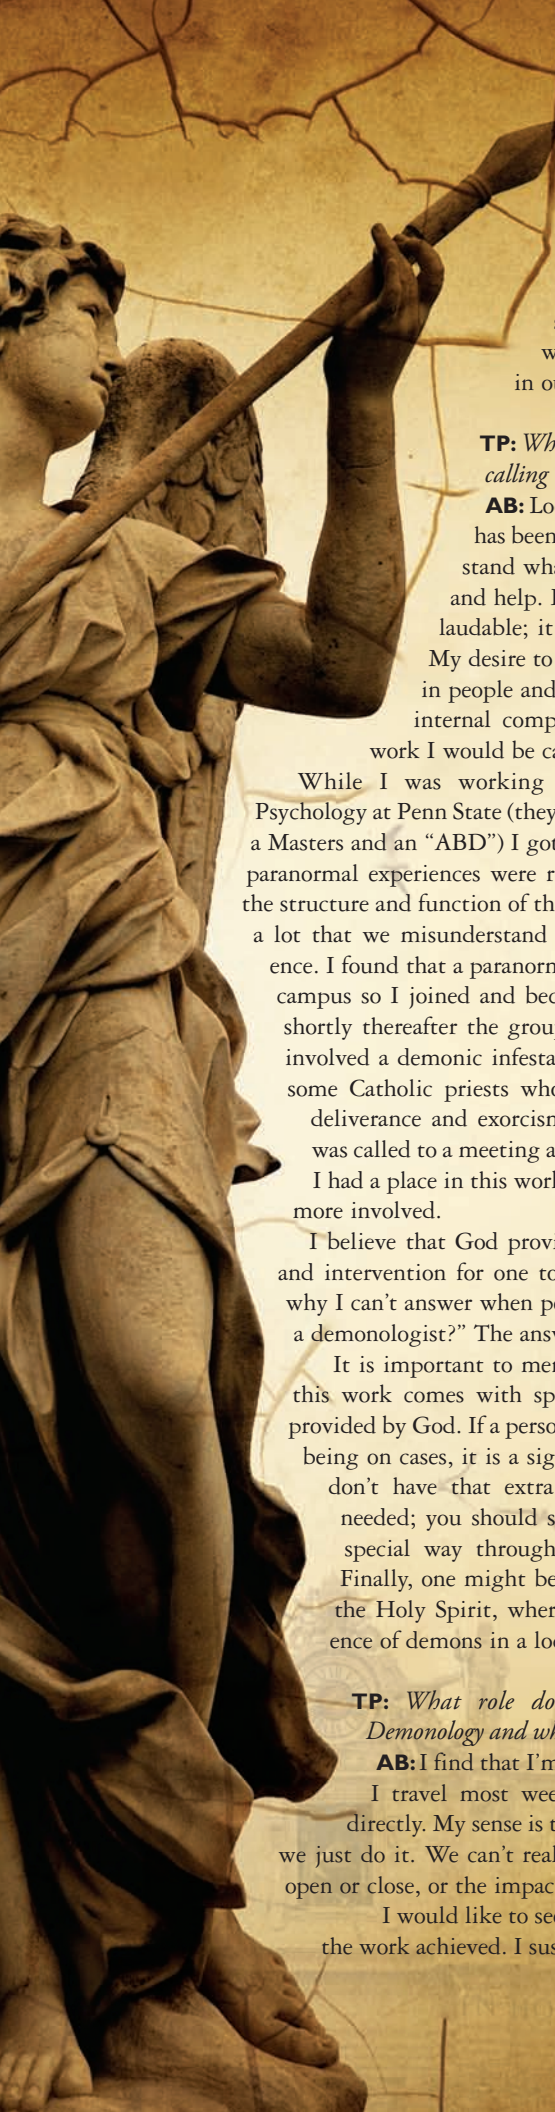 w
in ou
TP: Wh
calling
AB: Lo
has been
stand wha
and help. I
laudable; it
My desire to
in people and
internal comp
work I would be ca
While I was working
Psychology at Penn State (they
a Masters and an “ABD”) I got
paranormal experiences were r
the structure and function of th
a lot that we misunderstand
ence. I found that a paranorm
campus so I joined and bec
shortly thereafter the grou
involved a demonic infesta
some Catholic priests who
deliverance and exorcism
was called to a meeting a
I had a place in this work
more involved.
I believe that God provi
and intervention for one to
why I can’t answer when pe
a demonologist?” The answ
It is important to men
this work comes with sp
provided by God. If a perso
being on cases, it is a sig
don’t have that extra
needed; you should s
special way through
Finally, one might be
the Holy Spirit, wher
ence of demons in a loc
TP: What role do
Demonology and wh
AB: I find that I’m
I travel most wee
directly. My sense is t
we just do it. We can’t real
open or close, or the impac
I would like to see
the work achieved. I sus